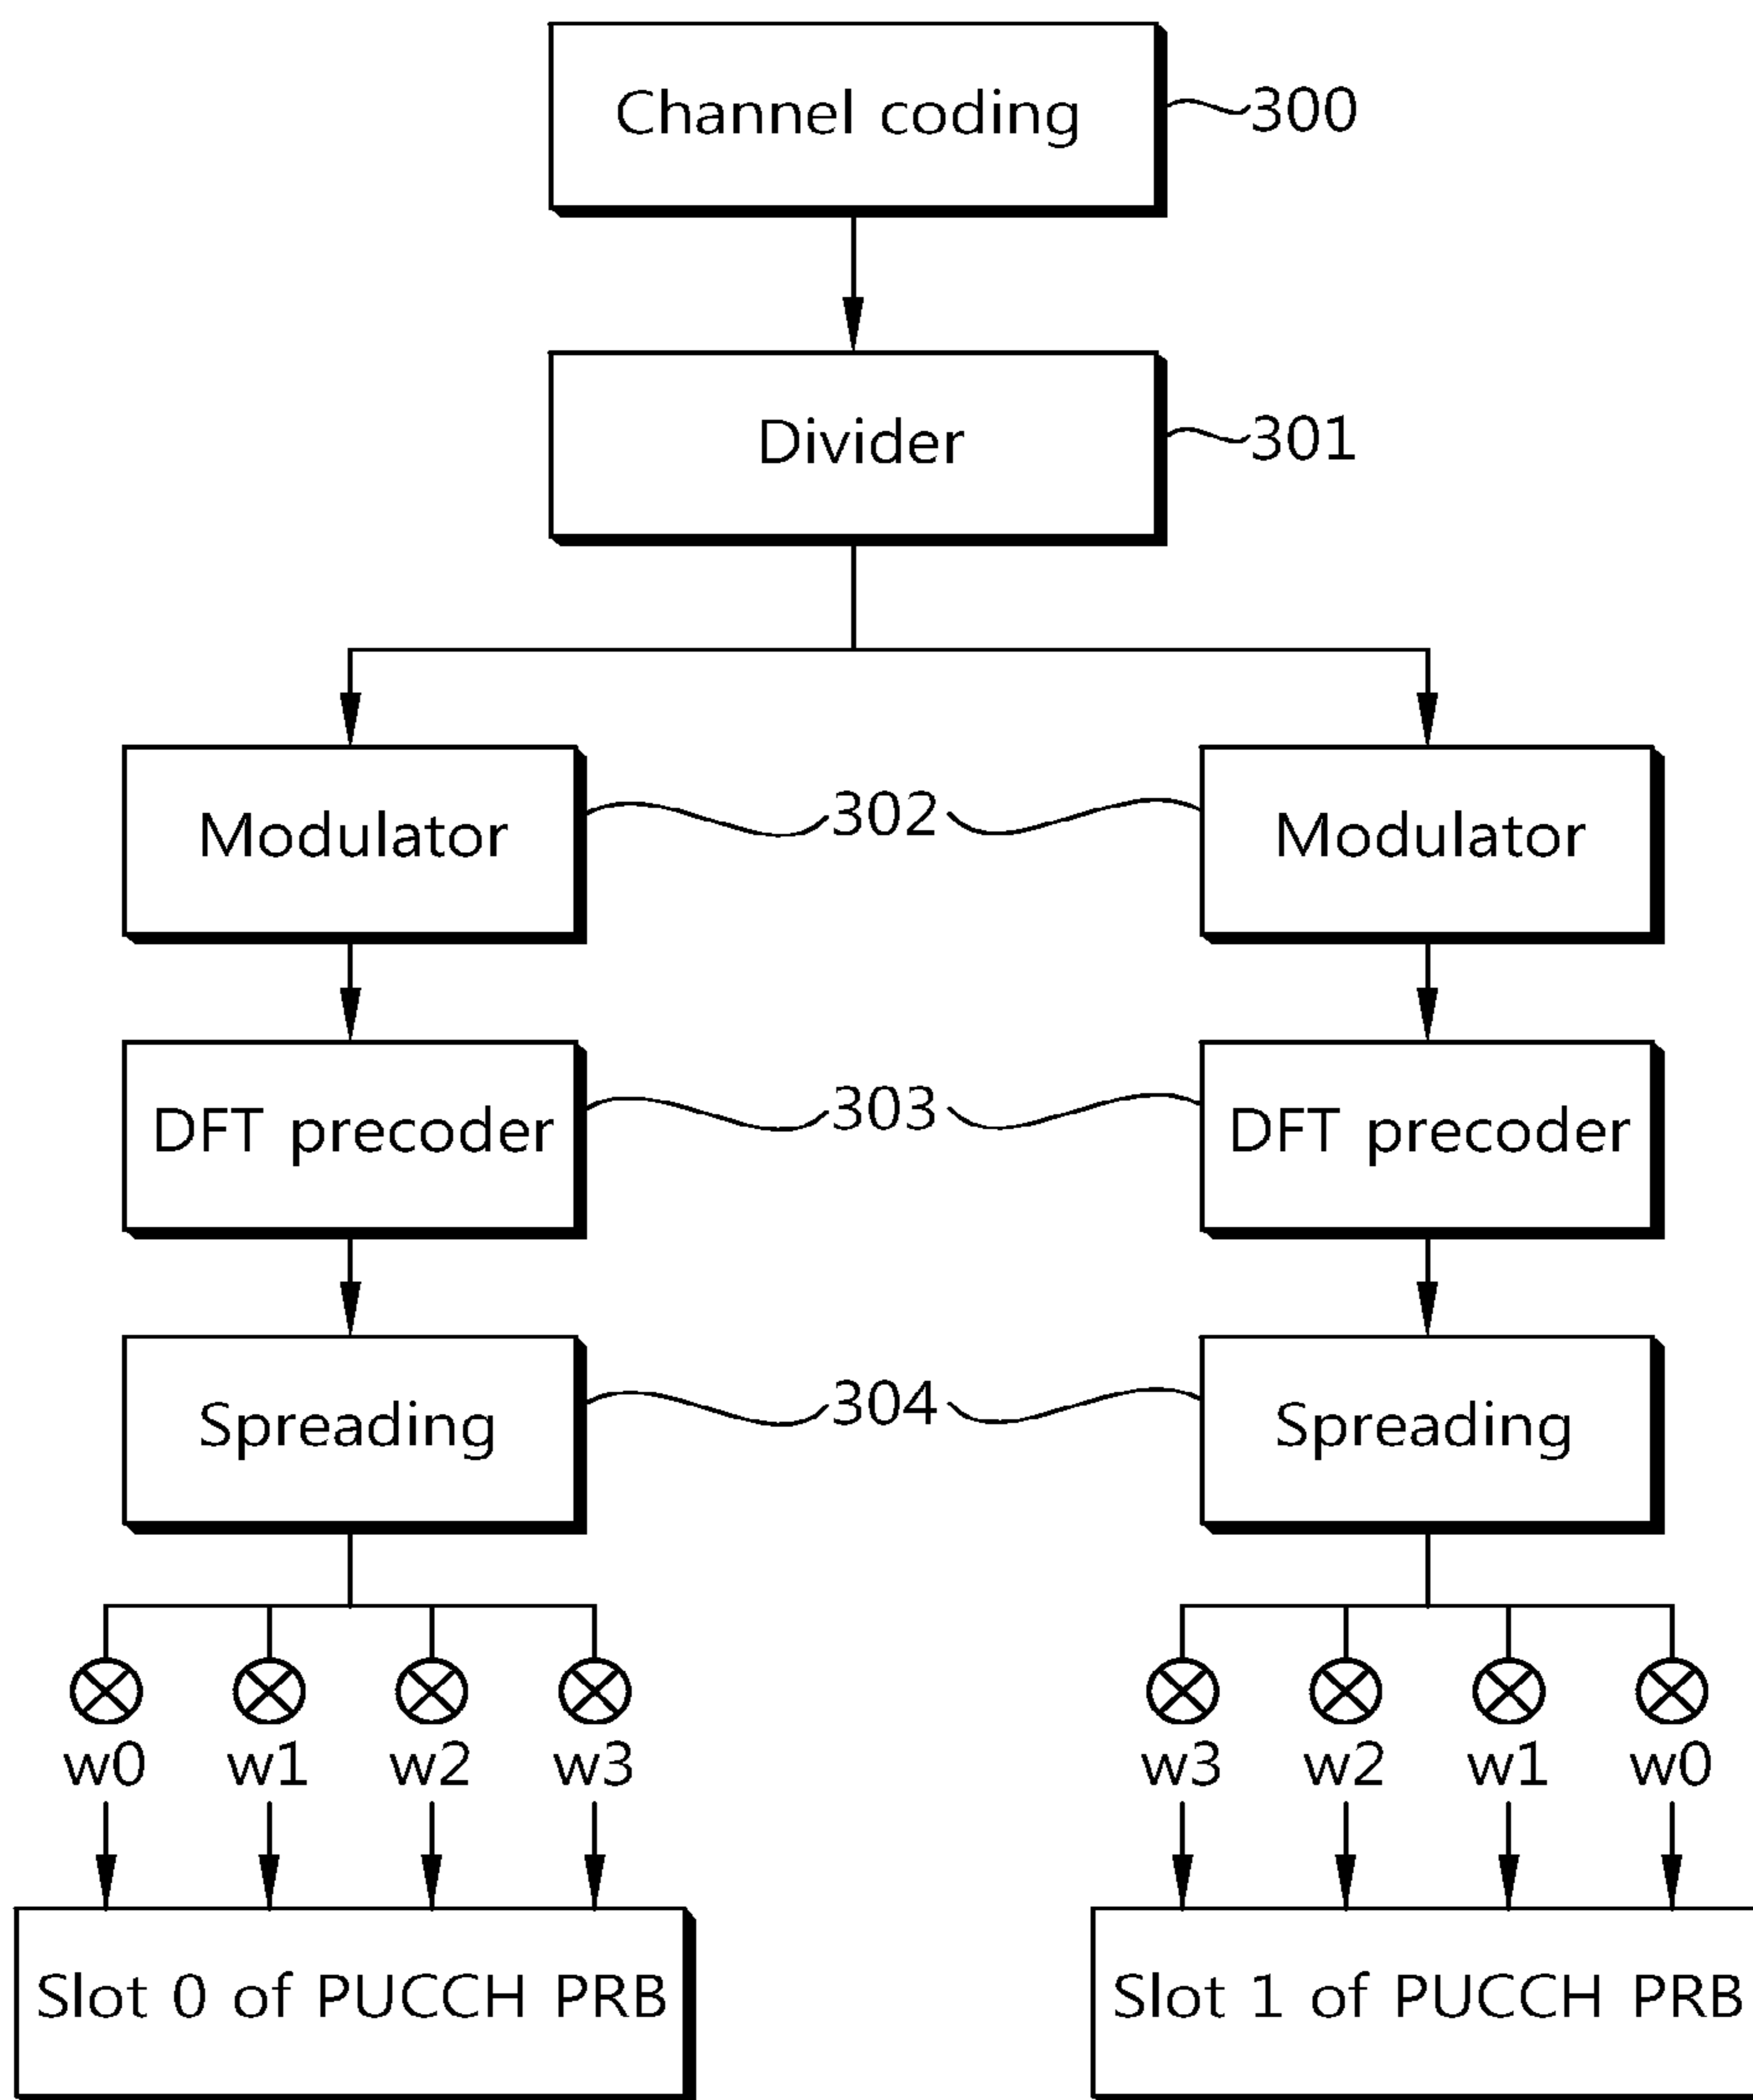 Channel coding 300
Divider 301
Modulator 302 Modulator
DFT precoder 303 DFT precoder
Spreading 304 Spreading
w0 w1 w2 w3 w3 w2 w1 w0
Slot 0 of PUCCH PRB Slot 1 of PUCCH PRB